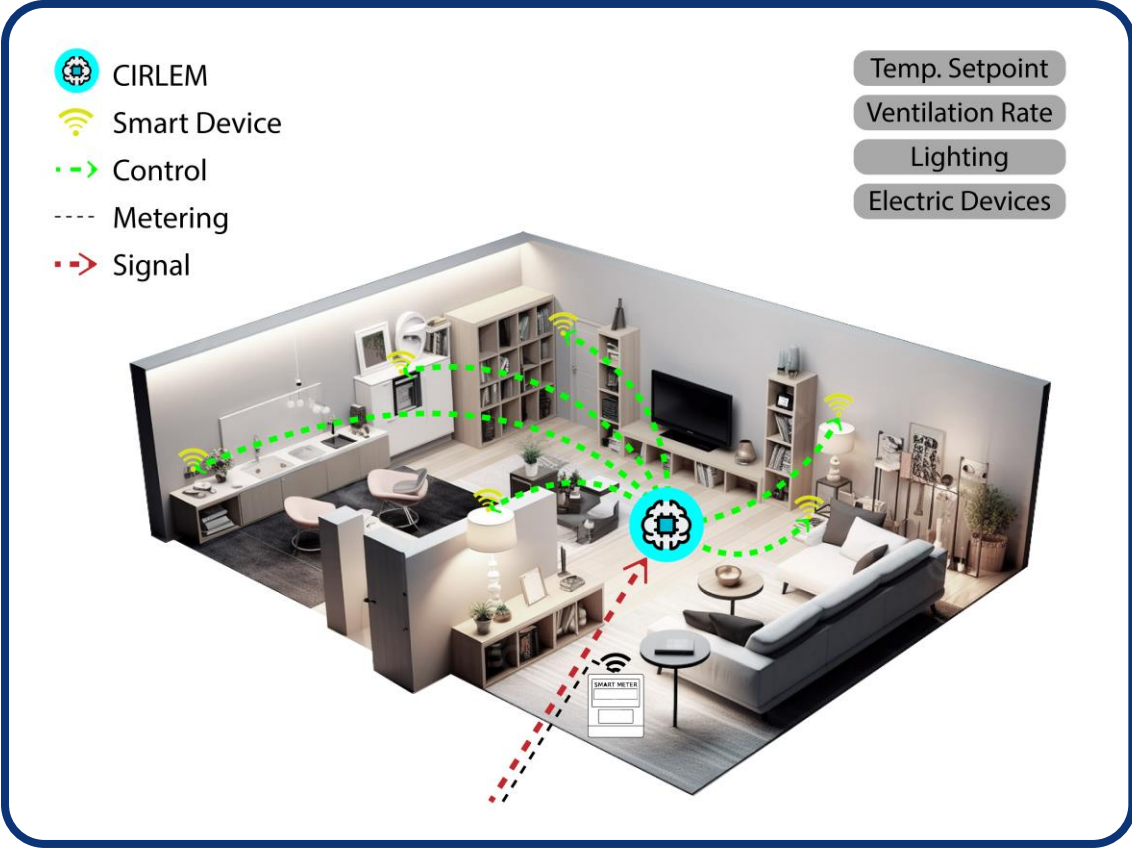 CIRLEM
Smart Device
Control
Metering
Signal
Temp. Setpoint
Ventilation Rate
Lighting
Electric Devices
SMART METER